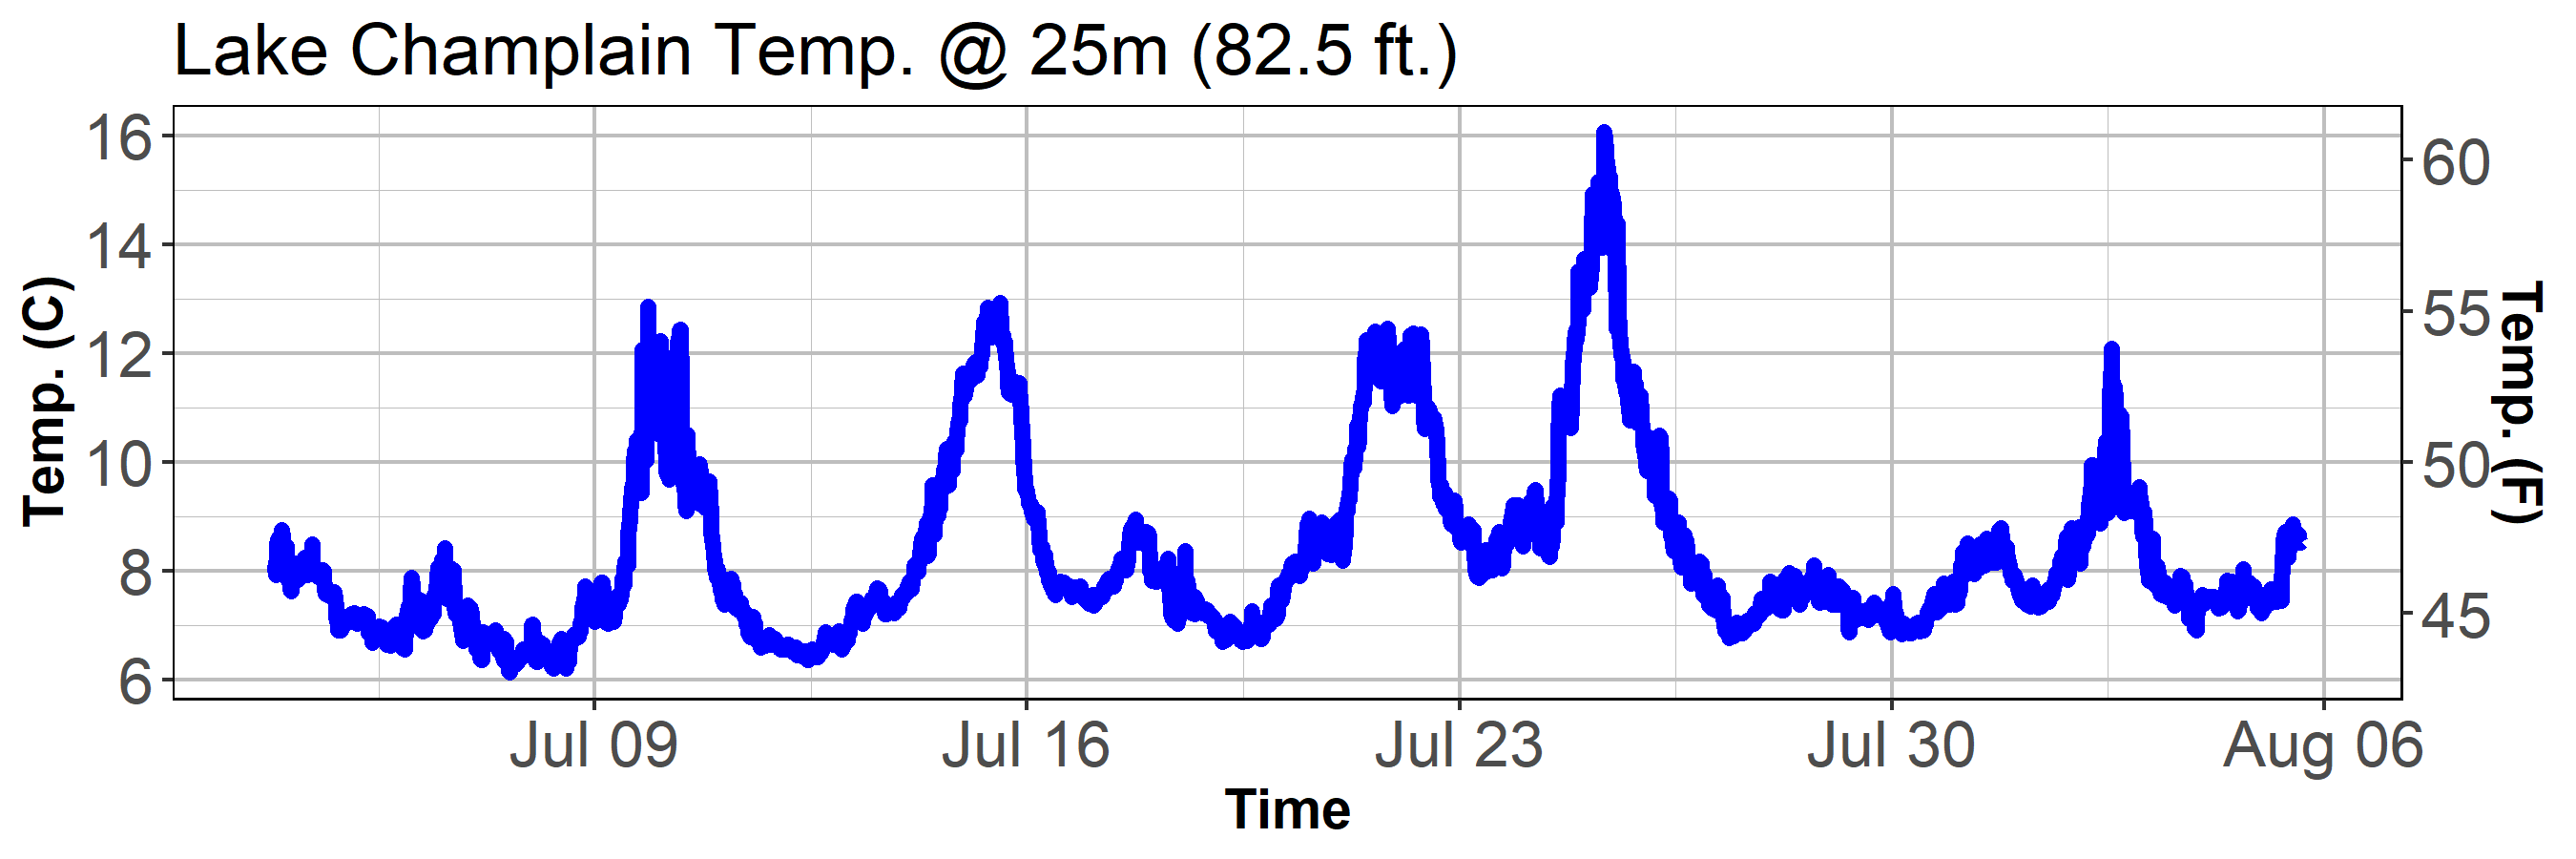 Lake Champlain Temp. @ 25m (82.5 ft.)
16
14
12
10
8
6
Temp. (C)
60
55
50
45
Temp. (F)
Jul 09 Jul 16 Jul 23 Jul 30 Aug 06
Time